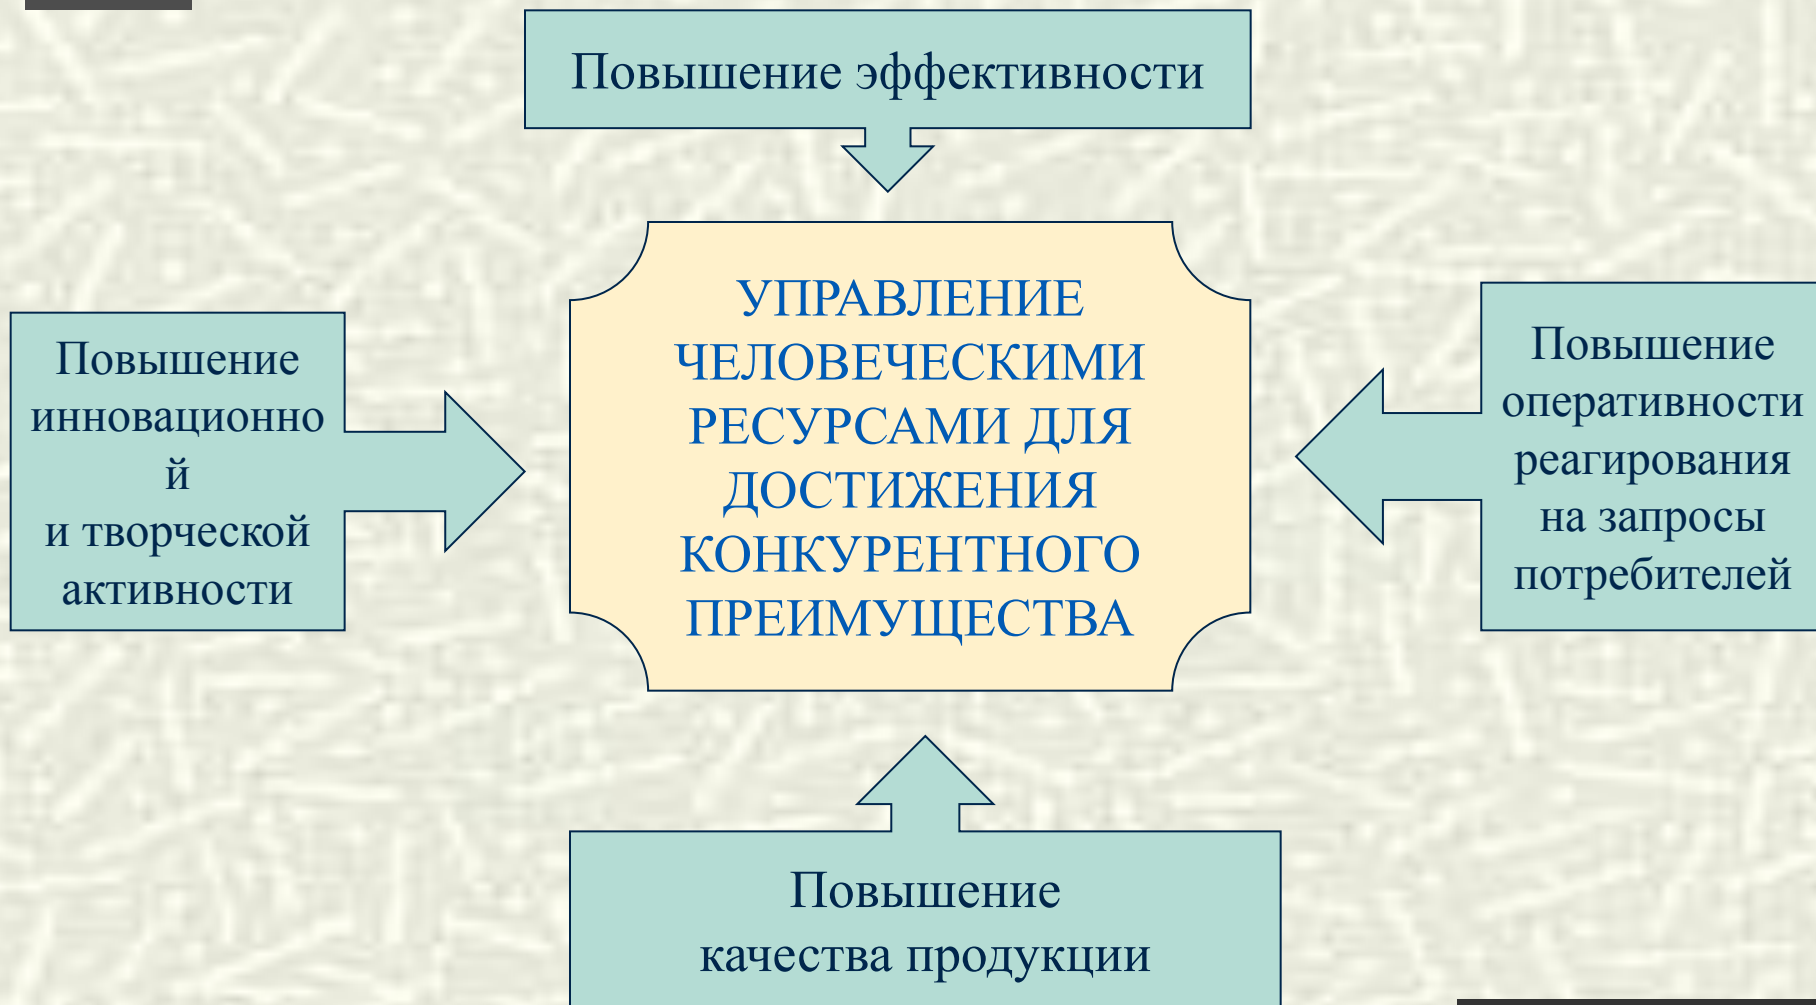 Повышение эффективности
УПРАВЛЕНИЕ
ЧЕЛОВЕЧЕСКИМИ
РЕСУРСАМИ ДЛЯ
ДОСТИЖЕНИЯ
КОНКУРЕНТНОГО
ПРЕИМУЩЕСТВА
Повышение
инновационно
й
и творческой
активности
Повышение
оперативности
реагирования
на запросы
потребителей
Повышение
качества продукции